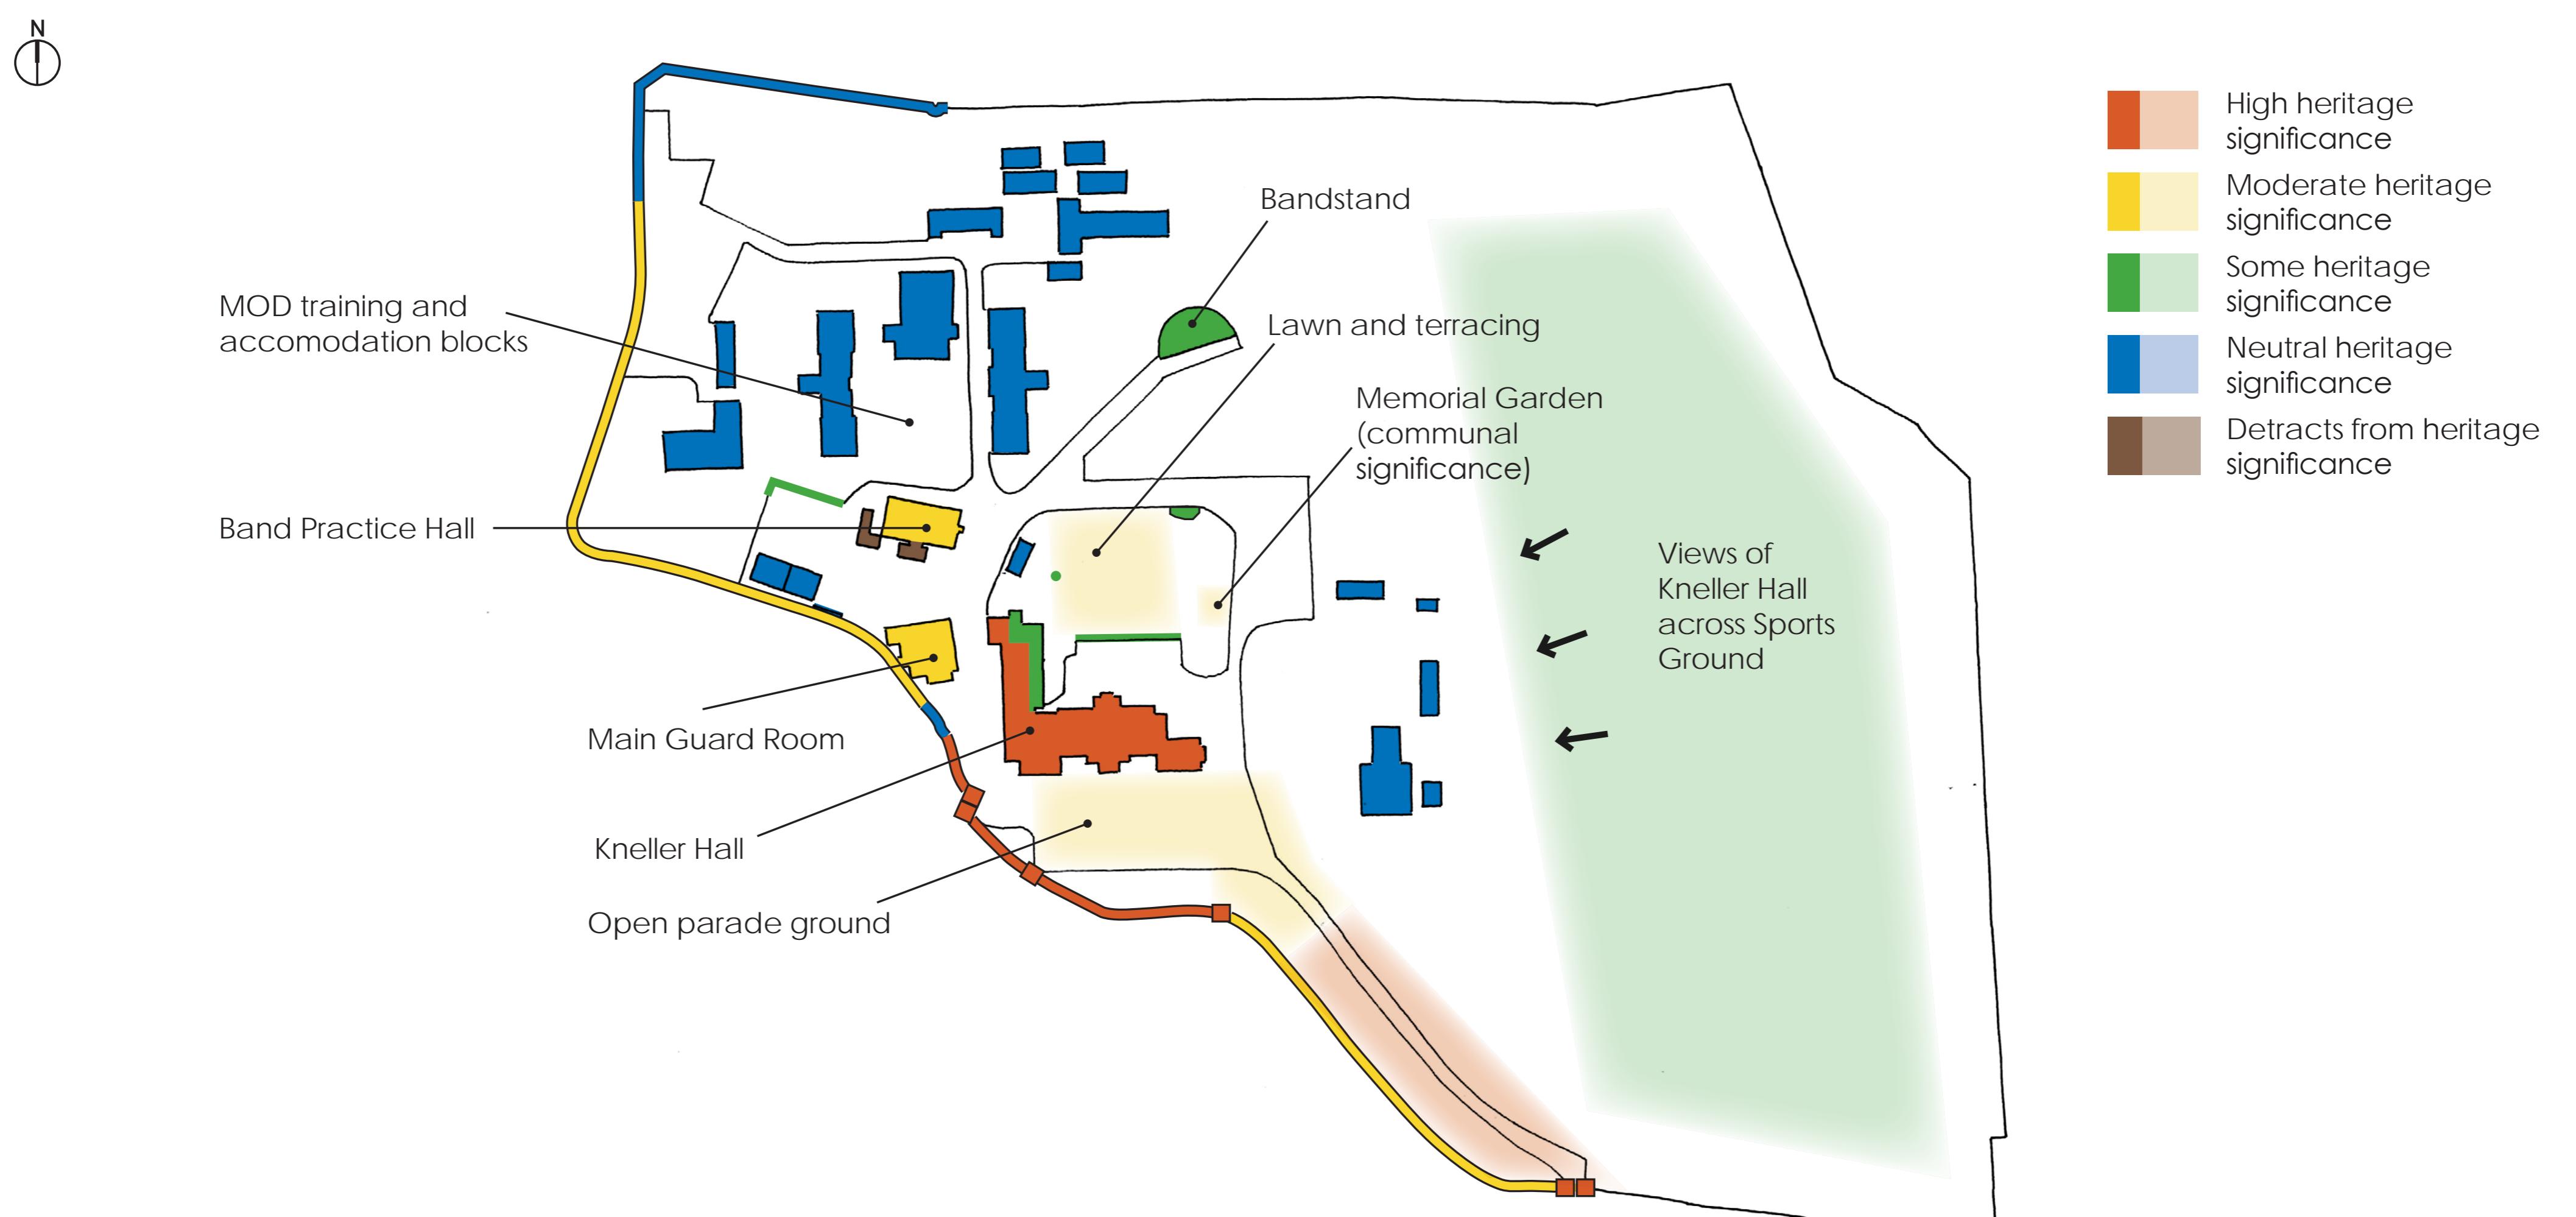 N
High heritage
significance
Moderate heritage
significance
Some heritage
significance
Neutral heritage
significance
Detracts from heritage
significance
Bandstand
Lawn and terracing
MOD training and
accomodation blocks
Memorial Garden
(communal
significance)
Band Practice Hall
Views of
Kneller Hall
across Sports
Ground
Main Guard Room
Kneller Hall
Open parade ground